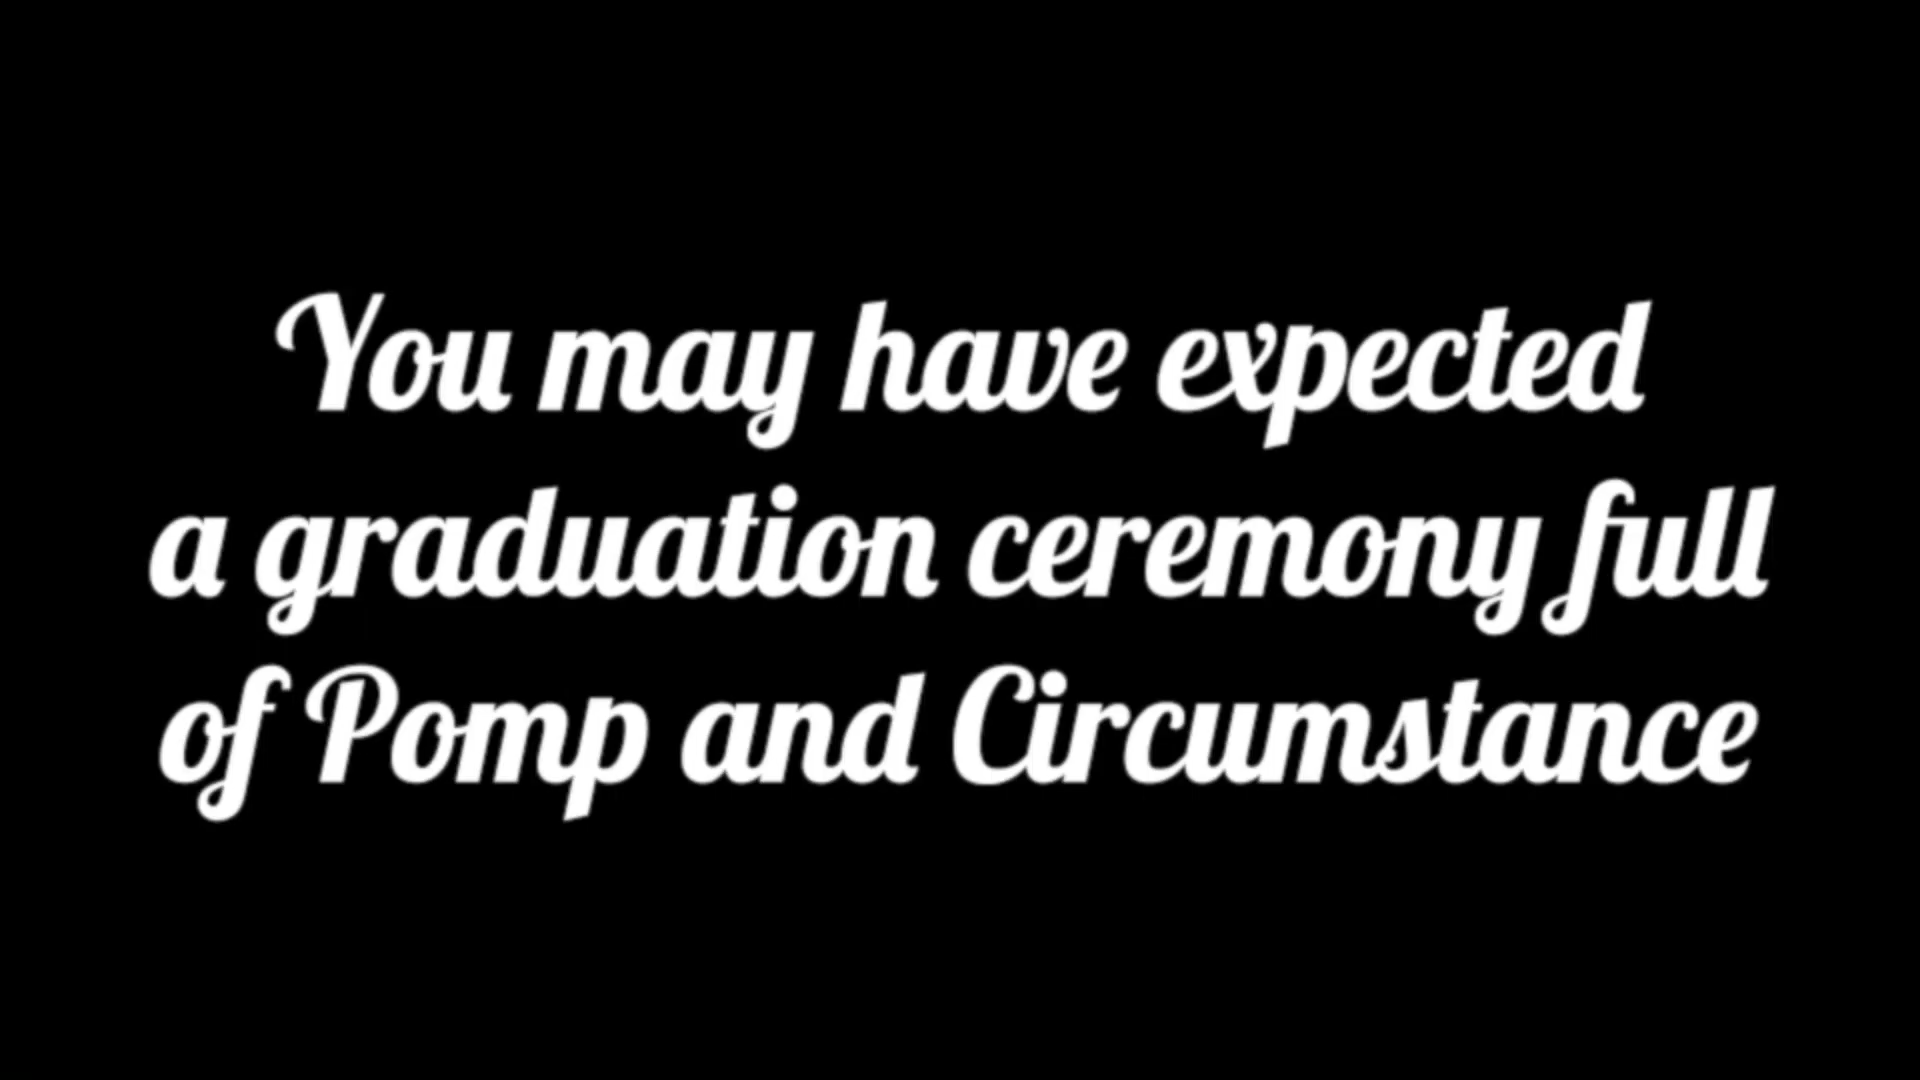 You may have expected
a graduation ceremony full
of Pomp and Circumstance